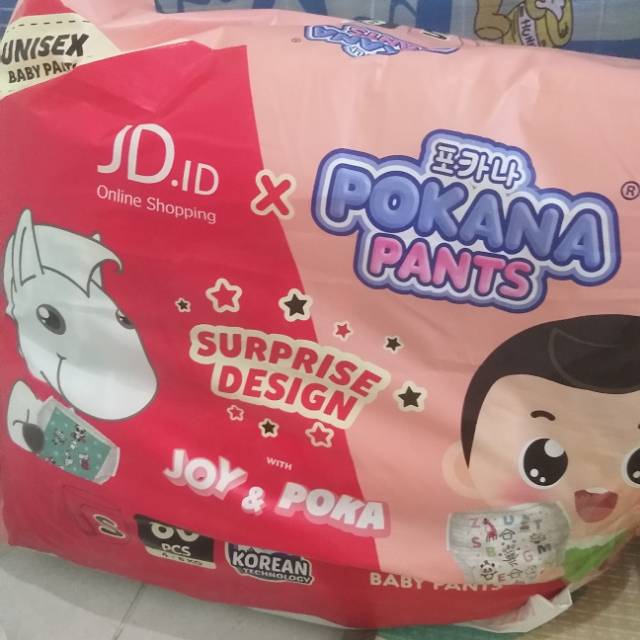 UNISEX
BABY PANTS
JD.ID
Online Shopping
X
포카나
POKANA
®
PANTS
SURPRISE
DESIGN
WITH
JOY & POKA
S
PCS
KOREAN
TECHNOLOGY
BABY PANTS